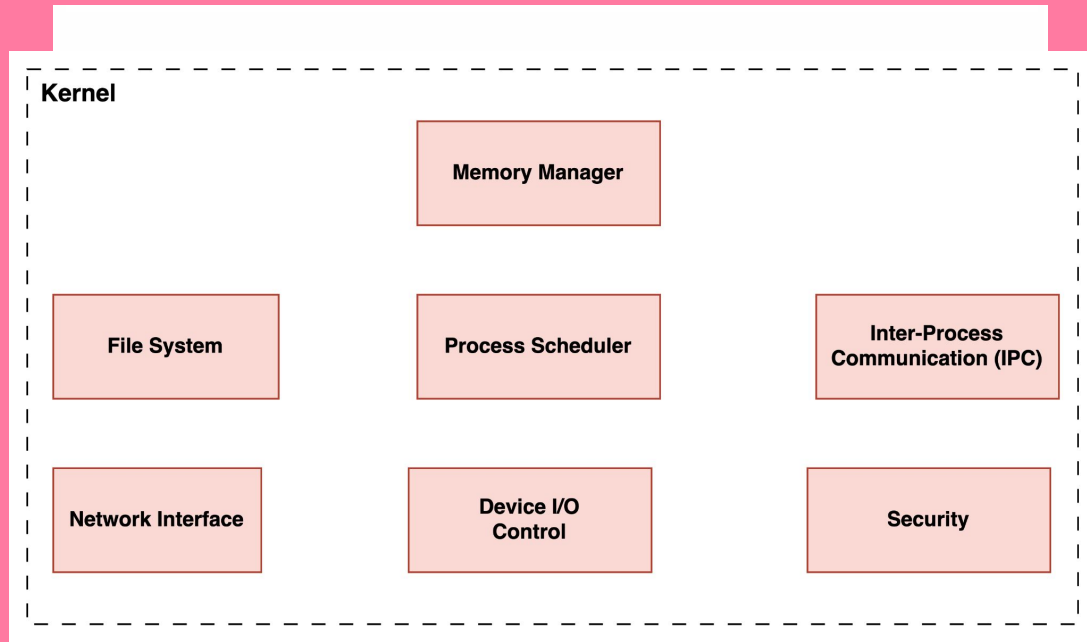 Kernel
Memory Manager
File System
Process Scheduler
Inter-Process
Communication (IPC)
Network Interface
Device I/O
Control
Security